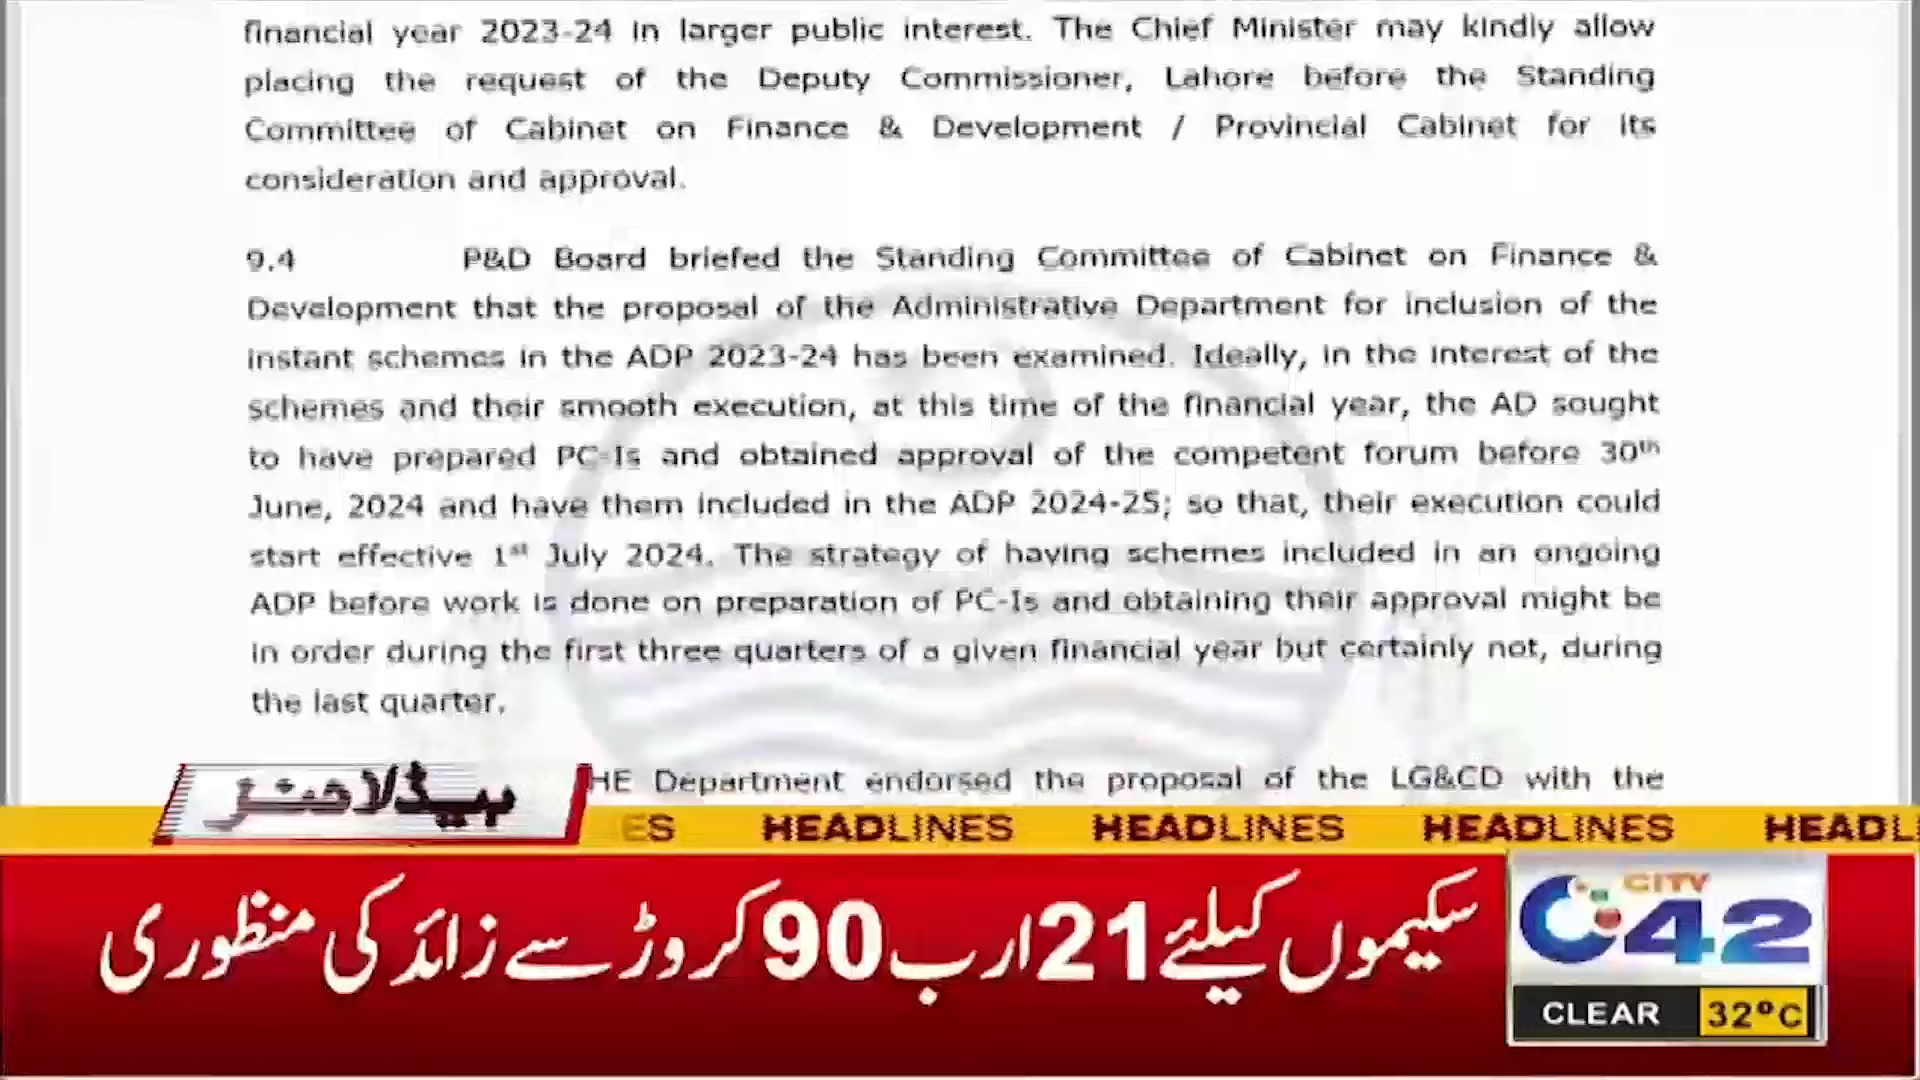 financial year 2023-24 in larger public interest. The Chief Minister may kindly allow
placing the request of the Deputy Commissioner, Lahore before the Standing
Committee of Cabinet on Finance & Development / Provincial Cabinet for its
consideration and approval.
9.4 P&D Board briefed the Standing Committee of Cabinet on Finance &
Development that the proposal of the Administrative Department for inclusion of the
instant schemes in the ADP 2023-24 has been examined. Ideally, in the interest of the
schemes and their smooth execution, at this time of the financial year, the AD sought
to have prepared PC-Is and obtained approval of the competent forum before 30th
June, 2024 and have them included in the ADP 2024-25; so that, their execution could
start effective 1st July 2024. The strategy of having schemes included in an ongoing
ADP before work is done on preparation of PC-Is and obtaining their approval might be
in order during the first three quarters of a given financial year but certainly not, during
the last quarter.
HE Department endorsed the proposal of the LG&CD with the
ہیڈلائنز
ES HEADLINES HEADLINES HEADLINES HEADL
سکیموں کیلئے 21 ارب 90 کروڑ سے زائد کی منظوری
CITY
42
CLEAR 32°C